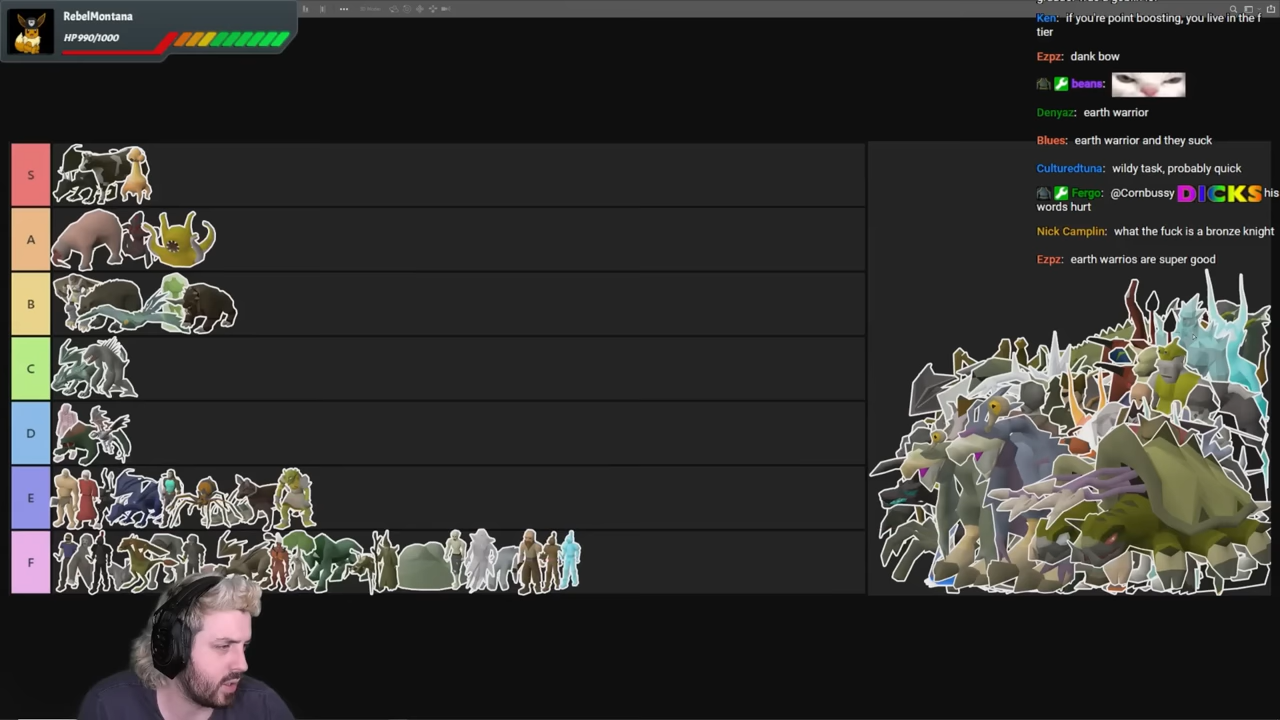 RebelMontana
HP 990/1000
Ken: if you're point boosting, you live in the f
tier
Ezpz: dank bow
beans:
Denyaz: earth warrior
Blues: earth warrior and they suck
Culturedtuna: wildy task, probably quick
Fergo: @Cornbussy DICKS his
words hurt
Nick Camplin: what the fuck is a bronze knight
Ezpz: earth warrios are super good
S
A
B
C
D
E
F